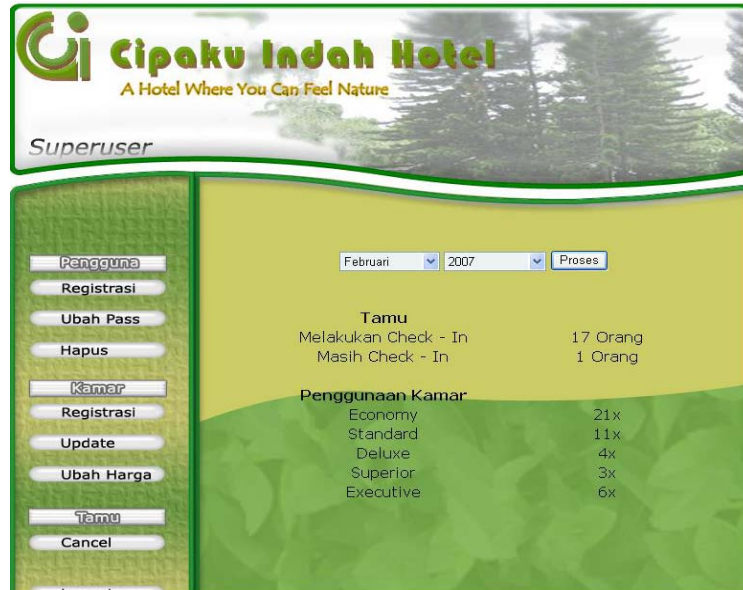 Cipaku Indah Hotel
A Hotel Where You Can Feel Nature
Superuser
Pengguna
Registrasi
Ubah Pass
Hapus
Kamar
Registrasi
Update
Ubah Harga
Tamu
Cancel
Februari 2007 Proses
Tamu
Melakukan Check - In 17 Orang
Masih Check - In 1 Orang
Penggunaan Kamar
Economy 21x
Standard 11x
Deluxe 4x
Superior 3x
Executive 6x